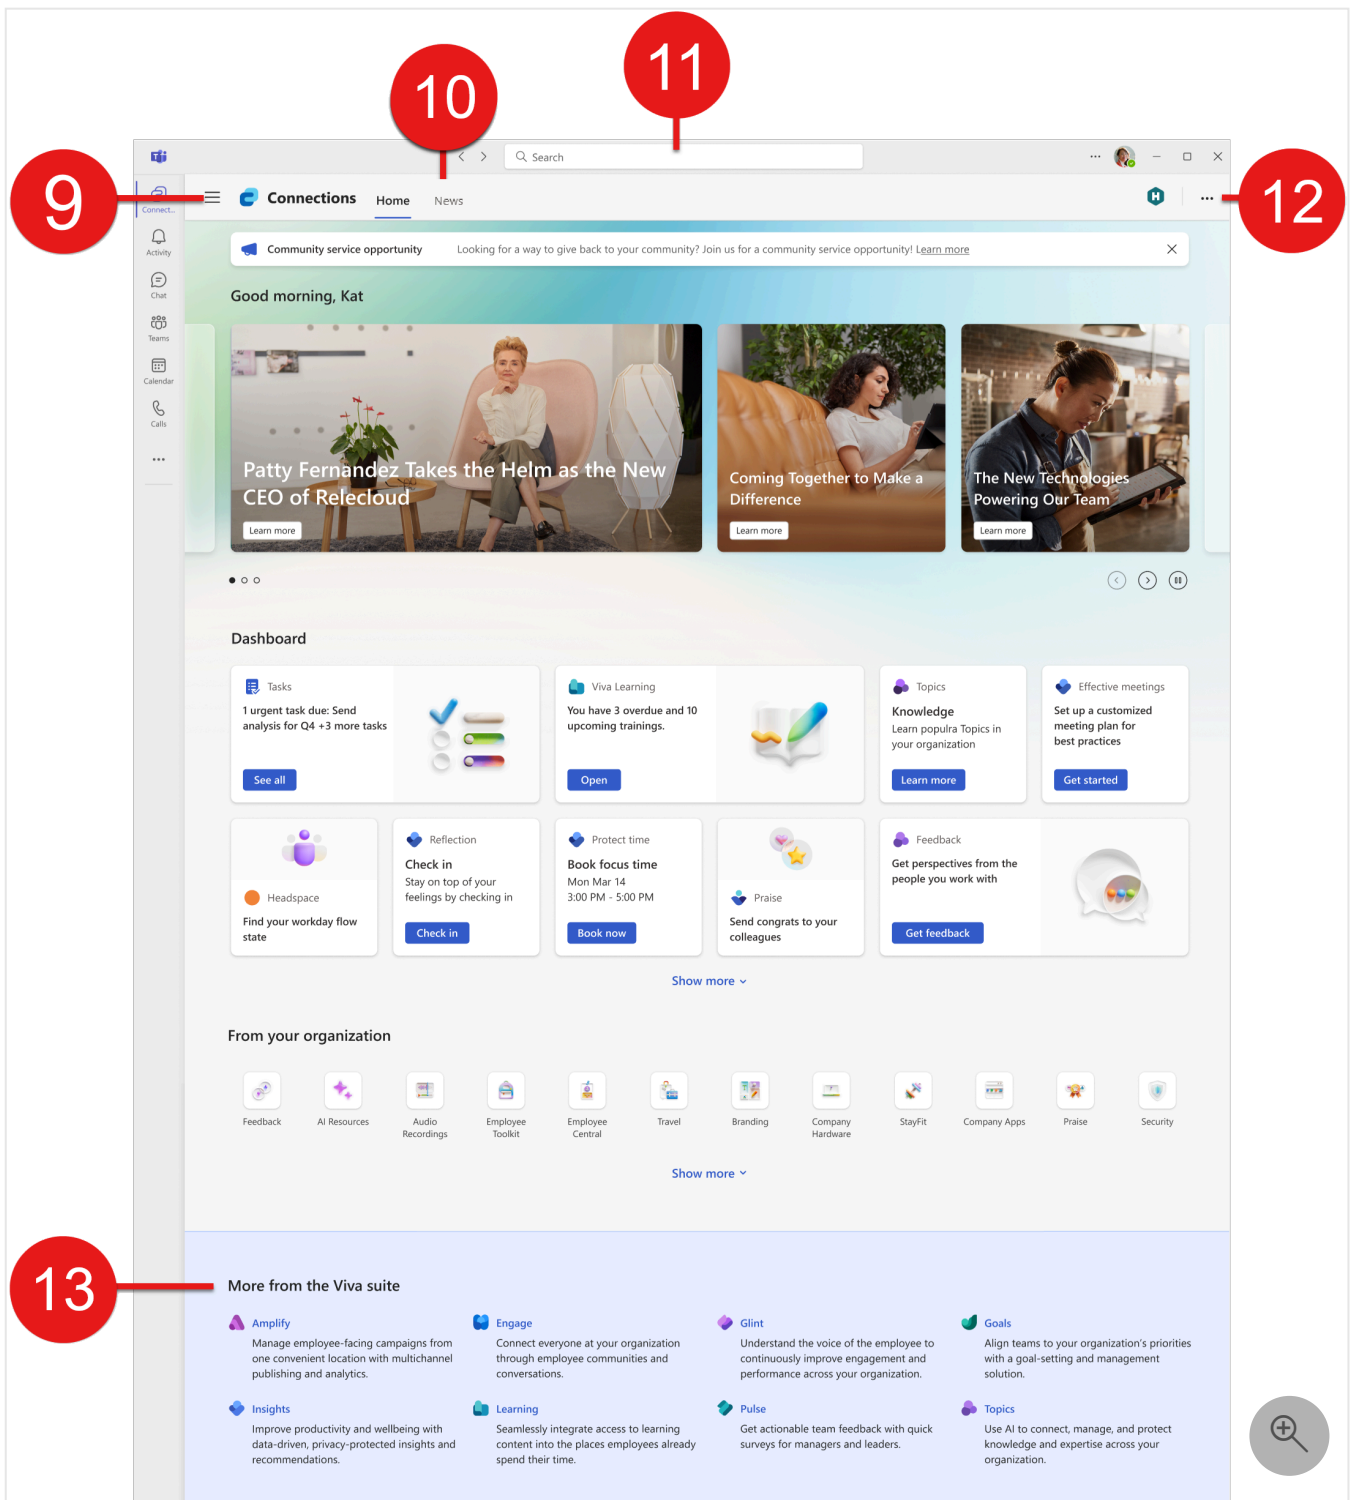 11
10
Search
9
12
Connect...
Connections
Home
News
H
Community service opportunity
Looking for a way to give back to your community? Join us for a community service opportunity! Learn more
Activity
Chat
Teams
Calendar
Calls
Good morning, Kat
Patty Fernandez Takes the Helm as the New
CEO of Relecloud
Learn more
Coming Together to Make a
Difference
Learn more
The New Technologies
Powering Our Team
Learn more
Dashboard
Tasks
1 urgent task due: Send
analysis for Q4 +3 more tasks
See all
Viva Learning
You have 3 overdue and 10
upcoming trainings.
Open
Topics
Knowledge
Learn populra Topics in
your organization
Learn more
Effective meetings
Set up a customized
meeting plan for
best practices
Get started
Headspace
Find your workday flow
state
Reflection
Check in
Stay on top of your
feelings by checking in
Check in
Protect time
Book focus time
Mon Mar 14
3:00 PM - 5:00 PM
Book now
Praise
Send congrats to your
colleagues
Feedback
Get perspectives from the
people you work with
Get feedback
Show more
From your organization
Feedback
AI Resources
Audio
Recordings
Employee
Toolkit
Employee
Central
Travel
Branding
Company
Hardware
StayFit
Company Apps
Praise
Security
Show more
13
More from the Viva suite
Amplify
Manage employee-facing campaigns from
one convenient location with multichannel
publishing and analytics.
Engage
Connect everyone at your organization
through employee communities and
conversations.
Glint
Understand the voice of the employee to
continuously improve engagement and
performance across your organization.
Goals
Align teams to your organization's priorities
with a goal-setting and management
solution.
Insights
Improve productivity and wellbeing with
data-driven, privacy-protected insights and
recommendations.
Learning
Seamlessly integrate access to learning
content into the places employees already
spend their time.
Pulse
Get actionable team feedback with quick
surveys for managers and leaders.
Topics
Use AI to connect, manage, and protect
knowledge and expertise across your
organization.